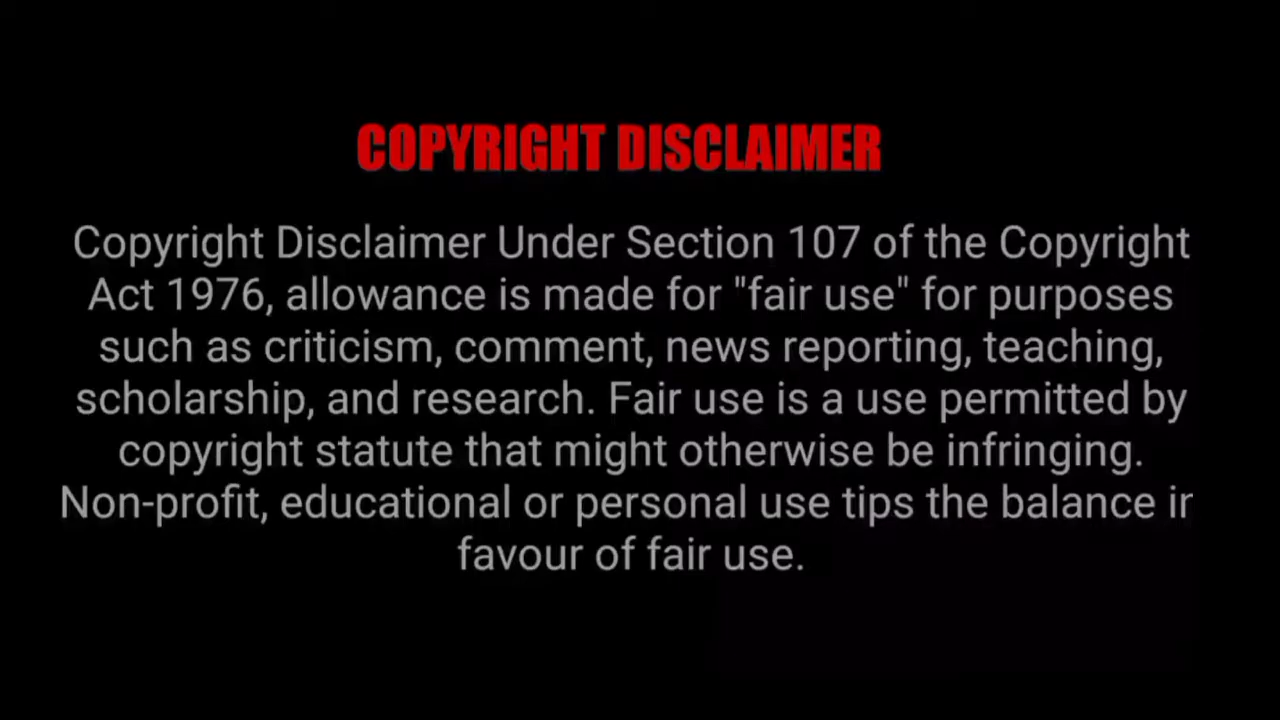 COPYRIGHT DISCLAIMER
Copyright Disclaimer Under Section 107 of the Copyright
Act 1976, allowance is made for "fair use" for purposes
such as criticism, comment, news reporting, teaching,
scholarship, and research. Fair use is a use permitted by
copyright statute that might otherwise be infringing.
Non-profit, educational or personal use tips the balance in
favour of fair use.